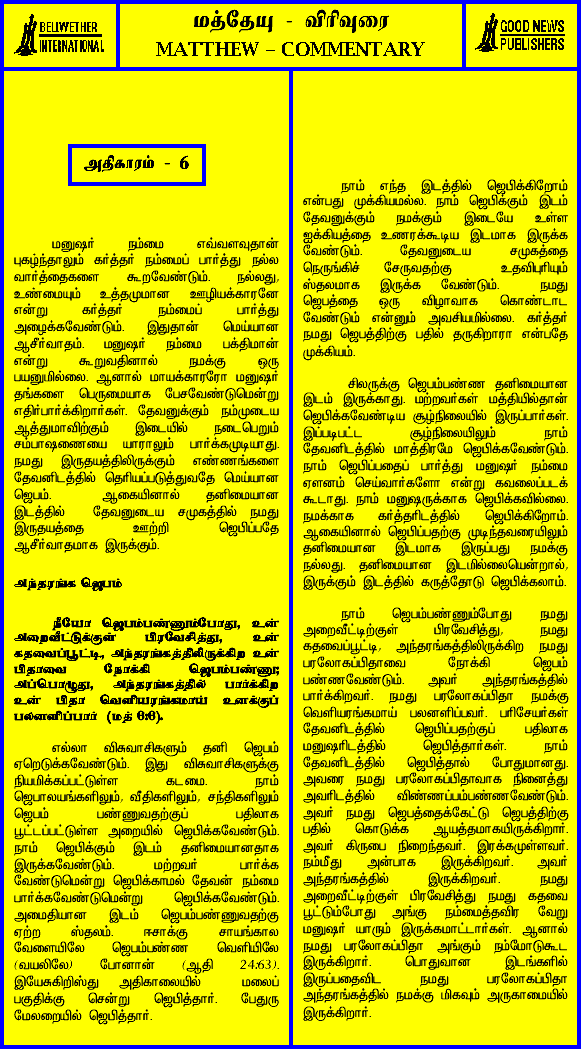 BELLWETHER
INTERNATIONAL
மத்தேயு - விரிவுரை
MATTHEW – COMMENTARY
GOOD NEWS
PUBLISHERS
அதிகாரம் - 6
மனுஷர் நம்மை எவ்வளவுதான்
புகழ்ந்தாலும் கர்த்தர் நம்மைப் பார்த்து நல்ல
வார்த்தைகளை கூறவேண்டும். நல்லது,
உண்மையும் உத்தமுமான ஊழியக்காரனே
என்று கர்த்தர் நம்மைப் பார்த்து
அழைக்கவேண்டும். இதுதான் மெய்யான
ஆசீர்வாதம். மனுஷர் நம்மை பக்திமான்
என்று கூறுவதினால் நமக்கு ஒரு
பயனுமில்லை. ஆனால் மாயக்காரரோ மனுஷர்
தங்களை பெருமையாக பேசவேண்டுமென்று
எதிர்பார்க்கிறார்கள். தேவனுக்கும் நம்முடைய
ஆத்துமாவிற்கும் இடையில் நடைபெறும்
சம்பாஷணையை யாராலும் பார்க்கமுடியாது.
நமது இருதயத்திலிருக்கும் எண்ணங்களை
தேவனிடத்தில் தெரியப்படுத்துவதே மெய்யான
ஜெபம். ஆகையினால் தனிமையான
இடத்தில் தேவனுடைய சமுகத்தில் நமது
இருதயத்தை ஊற்றி ஜெபிப்பதே
ஆசீர்வாதமாக இருக்கும்.
அந்தரங்க ஜெபம்
நீயோ ஜெபம்பண்ணும்போது, உன்
அறைவீட்டுக்குள் பிரவேசித்து, உன்
கதவைப்பூட்டி, அந்தரங்கத்திலிருக்கிற உன்
பிதாவை நோக்கி ஜெபம்பண்ணு;
அப்பொழுது, அந்தரங்கத்தில் பார்க்கிற
உன் பிதா வெளியரங்கமாய் உனக்குப்
பலனளிப்பார் (மத் 6:6).
எல்லா விசுவாசிகளும் தனி ஜெபம்
ஏறெடுக்கவேண்டும். இது விசுவாசிகளுக்கு
நியமிக்கப்பட்டுள்ள கடமை. நாம்
ஜெபாலயங்களிலும், வீதிகளிலும், சந்திகளிலும்
ஜெபம் பண்ணுவதற்குப் பதிலாக
பூட்டப்பட்டுள்ள அறையில் ஜெபிக்கவேண்டும்.
நாம் ஜெபிக்கும் இடம் தனிமையானதாக
இருக்கவேண்டும். மற்றவர் பார்க்க
வேண்டுமென்று ஜெபிக்காமல் தேவன் நம்மை
பார்க்கவேண்டுமென்று ஜெபிக்கவேண்டும்.
அமைதியான இடம் ஜெபம்பண்ணுவதற்கு
ஏற்ற ஸ்தலம். ஈசாக்கு சாயங்கால
வேளையிலே ஜெபம்பண்ண வெளியிலே
(வயலிலே) போனான் (ஆதி 24:63).
இயேசுகிறிஸ்து அதிகாலையில் மலைப்
பகுதிக்கு சென்று ஜெபித்தார். பேதுரு
மேலறையில் ஜெபித்தார்.
நாம் எந்த இடத்தில் ஜெபிக்கிறோம்
என்பது முக்கியமல்ல. நாம் ஜெபிக்கும் இடம்
தேவனுக்கும் நமக்கும் இடையே உள்ள
ஐக்கியத்தை உணரக்கூடிய இடமாக இருக்க
வேண்டும். தேவனுடைய சமுகத்தை
நெருங்கிச் சேருவதற்கு உதவிபுரியும்
ஸ்தலமாக இருக்க வேண்டும். நமது
ஜெபத்தை ஒரு விழாவாக கொண்டாட
வேண்டும் என்னும் அவசியமில்லை. கர்த்தர்
நமது ஜெபத்திற்கு பதில் தருகிறாரா என்பதே
முக்கியம்.
சிலருக்கு ஜெபம்பண்ண தனிமையான
இடம் இருக்காது. மற்றவர்கள் மத்தியில்தான்
ஜெபிக்கவேண்டிய சூழ்நிலையில் இருப்பார்கள்.
இப்படிபட்ட சூழ்நிலையிலும் நாம்
தேவனிடத்தில் மாத்திரமே ஜெபிக்கவேண்டும்.
நாம் ஜெபிப்பதைப் பார்த்து மனுஷர் நம்மை
ஏளனம் செய்வார்களோ என்று கவலைப்படக்
கூடாது. நாம் மனுஷருக்காக ஜெபிக்கவில்லை.
நமக்காக கர்த்தரிடத்தில் ஜெபிக்கிறோம்.
ஆகையினால் ஜெபிப்பதற்கு முடிந்தவரையிலும்
தனிமையான இடமாக இருப்பது நமக்கு
நல்லது. தனிமையான இடமில்லையென்றால்,
இருக்கும் இடத்தில் கருத்தோடு ஜெபிக்கலாம்.
நாம் ஜெபம்பண்ணும்போது நமது
அறைவீட்டிற்குள் பிரவேசித்து, நமது
கதவைப்பூட்டி, அந்தரங்கத்திலிருக்கிற நமது
பரலோகப்பிதாவை நோக்கி ஜெபம்
பண்ணவேண்டும். அவர் அந்தரங்கத்தில்
பார்க்கிறவர். நமது பரலோகப்பிதா நமக்கு
வெளியரங்கமாய் பலனளிப்பவர். பரிசேயர்கள்
தேவனிடத்தில் ஜெபிப்பதற்குப் பதிலாக
மனுஷரிடத்தில் ஜெபித்தார்கள். நாம்
தேவனிடத்தில் ஜெபித்தால் போதுமானது.
அவரை நமது பரலோகப்பிதாவாக நினைத்து
அவரிடத்தில் விண்ணப்பம்பண்ணவேண்டும்.
அவர் நமது ஜெபத்தைக்கேட்டு ஜெபத்திற்கு
பதில் கொடுக்க ஆயத்தமாகயிருக்கிறார்.
அவர் கிருபை நிறைந்தவர். இரக்கமுள்ளவர்.
நம்மீது அன்பாக இருக்கிறவர். அவர்
அந்தரங்கத்தில் இருக்கிறவர். நமது
அறைவீட்டிற்குள் பிரவேசித்து நமது கதவை
பூட்டும்போது அங்கு நம்மைத்தவிர வேறு
மனுஷர் யாரும் இருக்கமாட்டார்கள். ஆனால்
நமது பரலோகப்பிதா அங்கும் நம்மோடுகூட
இருக்கிறார். பொதுவான இடங்களில்
இருப்பதைவிட நமது பரலோகப்பிதா
அந்தரங்கத்தில் நமக்கு மிகவும் அருகாமையில்
இருக்கிறார்.